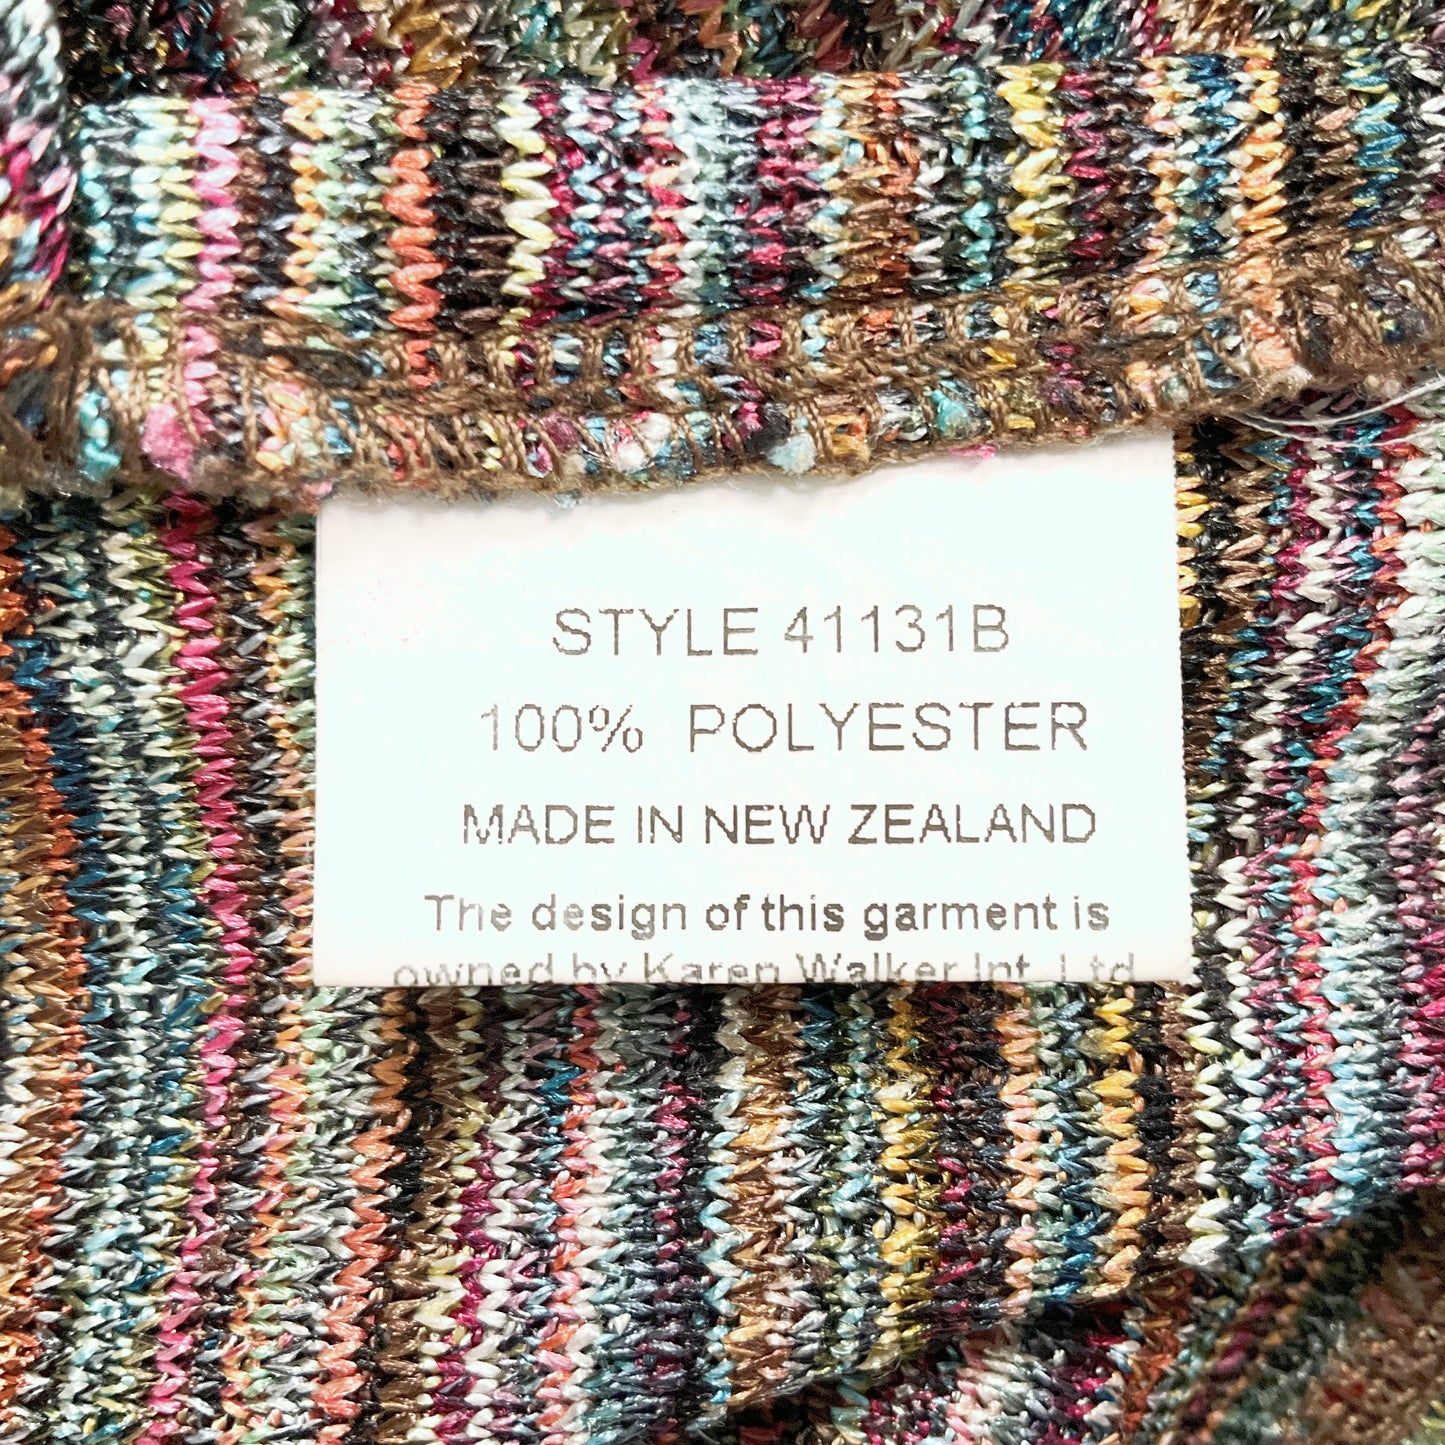 STYLE 41131B
100% POLYESTER
MADE IN NEW ZEALAND
The design of this garment is
owned by Karen Walker Int. Ltd